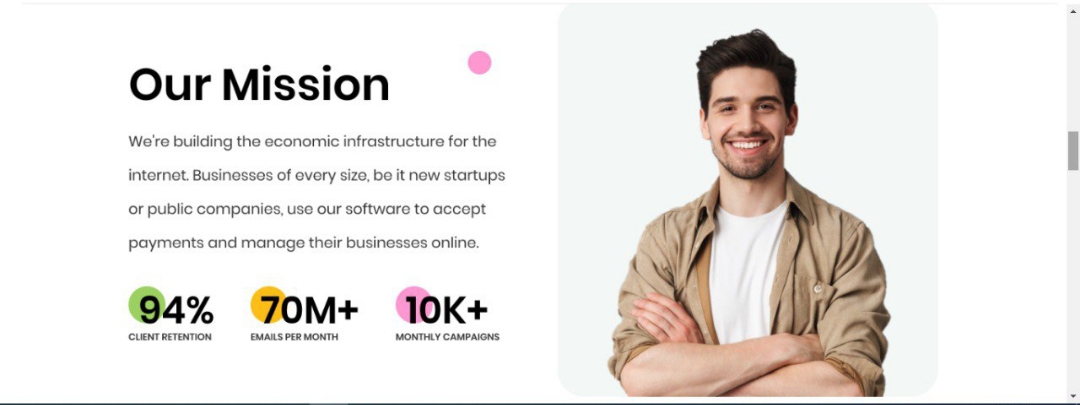 Our Mission
We're building the economic infrastructure for the
internet. Businesses of every size, be it new startups
or public companies, use our software to accept
payments and manage their businesses online.
94% 70M+ 10K+
CLIENT RETENTION EMAILS PER MONTH MONTHLY CAMPAIGNS